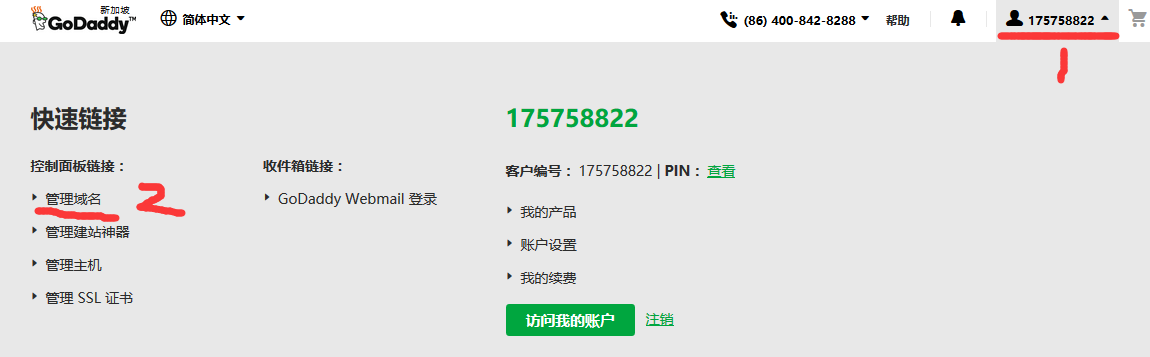 新加坡
GoDaddy™
简体中文
(86) 400-842-8288
帮助
175758822
1
快速链接
控制面板链接：
管理域名
2
管理建站神器
管理主机
管理 SSL 证书
收件箱链接：
GoDaddy Webmail 登录
175758822
客户编号： 175758822 | PIN： 查看
我的产品
账户设置
我的续费
访问我的账户 注销